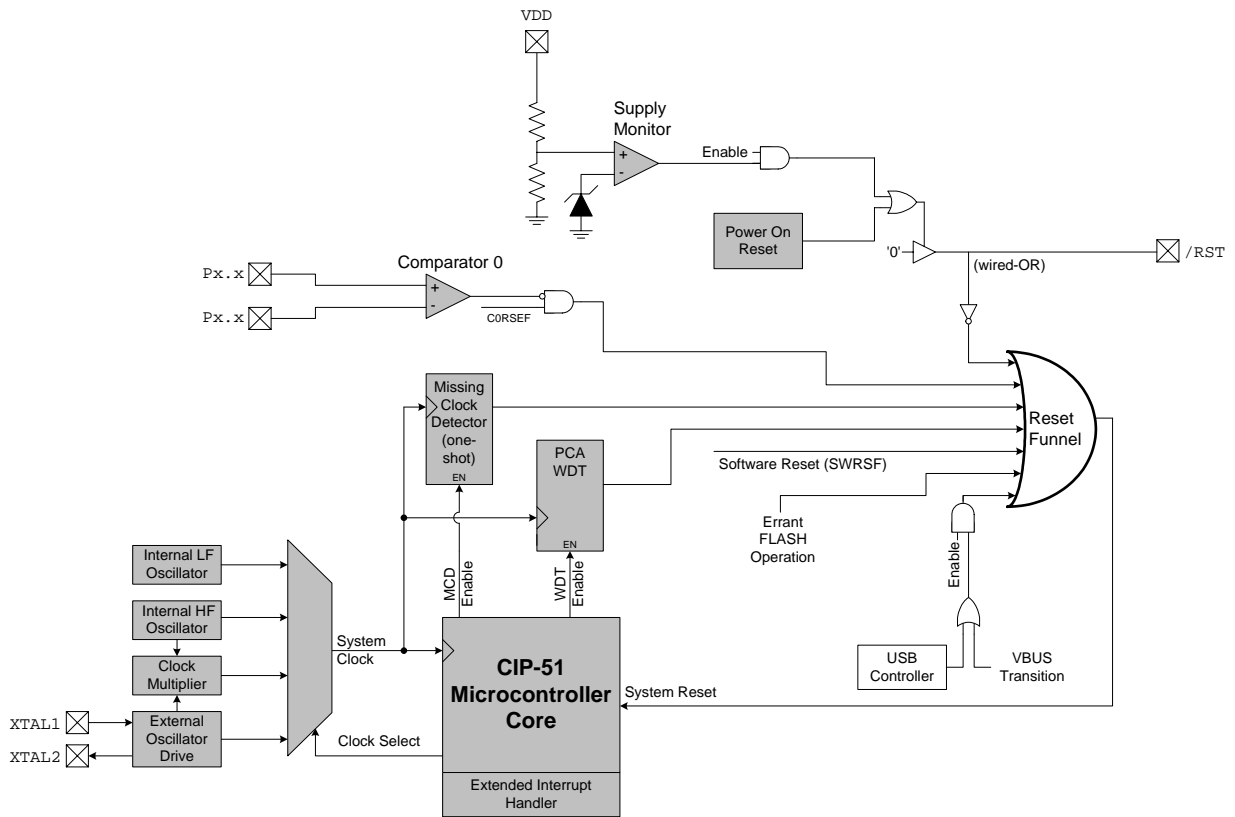 VDD
Supply
Monitor
+
-
Enable
Power On
Reset
'0'
(wired-OR)
/RST
Px.x
Px.x
Comparator 0
+
-
C0RSEF
Missing
Clock
Detector
(one-
shot)
EN
PCA
WDT
EN
Reset
Funnel
Software Reset (SWRSF)
Errant
FLASH
Operation
Enable
USB
Controller
VBUS
Transition
Internal LF
Oscillator
Internal HF
Oscillator
Clock
Multiplier
External
Oscillator
Drive
XTAL1
XTAL2
System
Clock
Clock Select
MCD
Enable
WDT
Enable
CIP-51
Microcontroller
Core
System Reset
Extended Interrupt
Handler